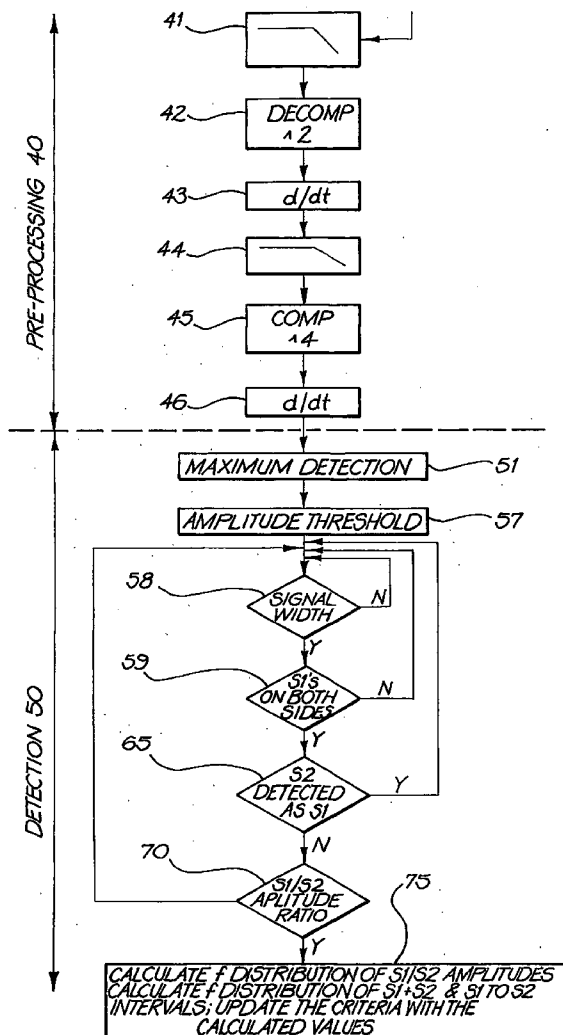 PRE-PROCESSING 40
41
42
DECOMP
^2
43
d/dt
44
45
COMP
^4
46
d/dt
DETECTION 50
MAXIMUM DETECTION
51
AMPLITUDE THRESHOLD
57
58
SIGNAL
WIDTH
N
Y
59
S1's
ON BOTH
SIDES
N
Y
65
S2
DETECTED
AS S1
Y
N
70
S1/S2
APLITUDE
RATIO
Y
75
CALCULATE f DISTRIBUTION OF S1/S2 AMPLITUDES
CALCULATE f DISTRIBUTION OF S1+S2 & S1 TO S2
INTERVALS; UPDATE THE CRITERIA WITH THE
CALCULATED VALUES